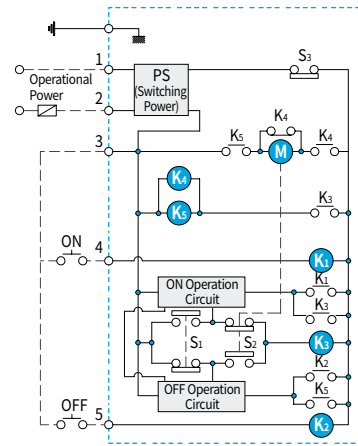 1
S3
Operational
Power
PS
(Switching
Power)
2
K4
3
K5
M
K4
K4
K5
K3
ON
4
K1
ON Operation
Circuit
K1
K3
S1
S2
K3
K2
OFF Operation
Circuit
K5
OFF
5
K2